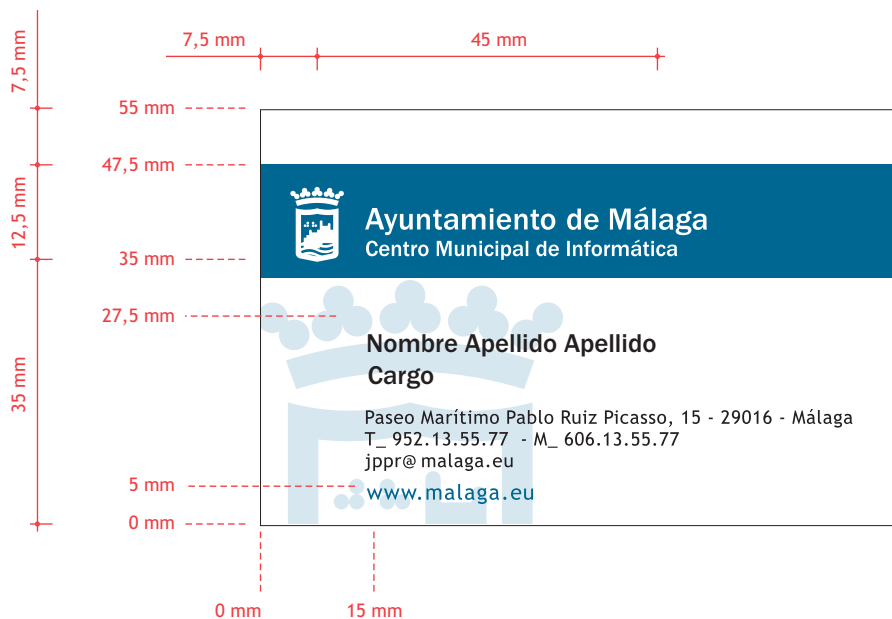 7,5 mm 45 mm
7,5 mm
55 mm
47,5 mm
12,5 mm
Ayuntamiento de Málaga
Centro Municipal de Informática
35 mm
27,5 mm
Nombre Apellido Apellido
Cargo
35 mm
Paseo Marítimo Pablo Ruiz Picasso, 15 - 29016 - Málaga
T_ 952.13.55.77 - M_ 606.13.55.77
jppr@malaga.eu
5 mm
www.malaga.eu
0 mm
0 mm 15 mm